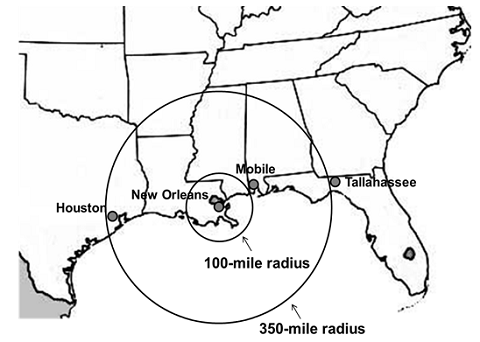 Mobile
Tallahassee
New Orleans
Houston
100-mile radius
350-mile radius